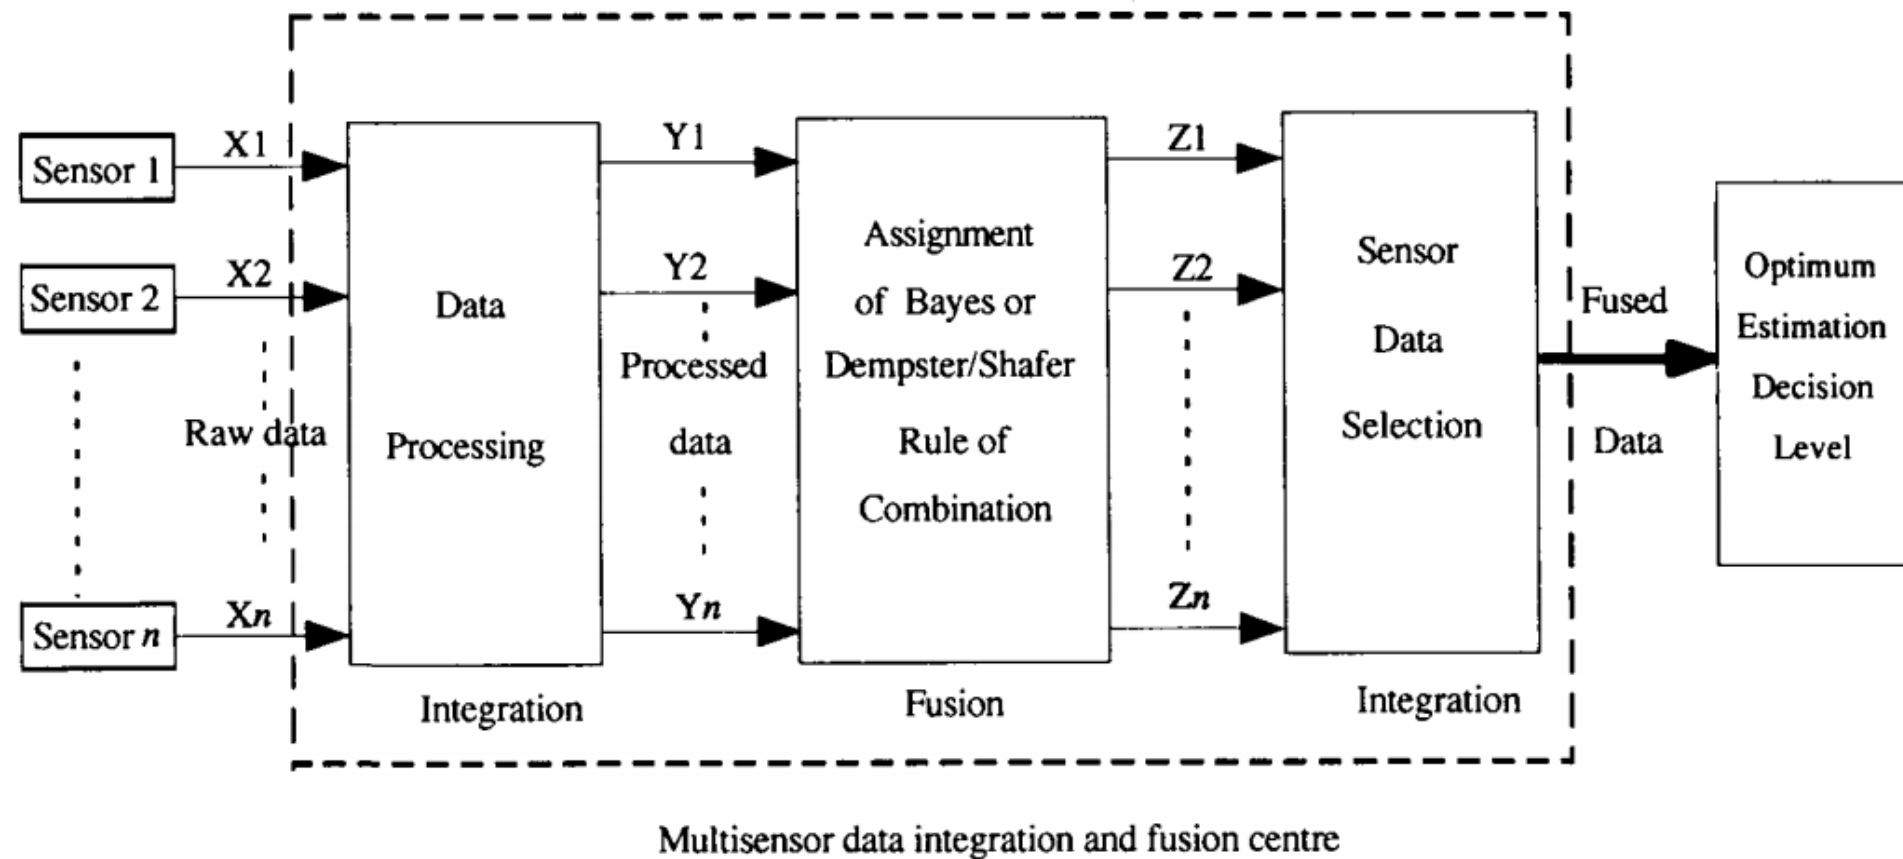 Sensor 1
Sensor 2
Sensor n
X1
X2
Raw data
Xn
Data
Processing
Integration
Y1
Y2
Processed
data
Yn
Assignment
of Bayes or
Dempster/Shafer
Rule of
Combination
Fusion
Z1
Z2
Zn
Sensor
Data
Selection
Integration
Fused
Data
Optimum
Estimation
Decision
Level
Multisensor data integration and fusion centre